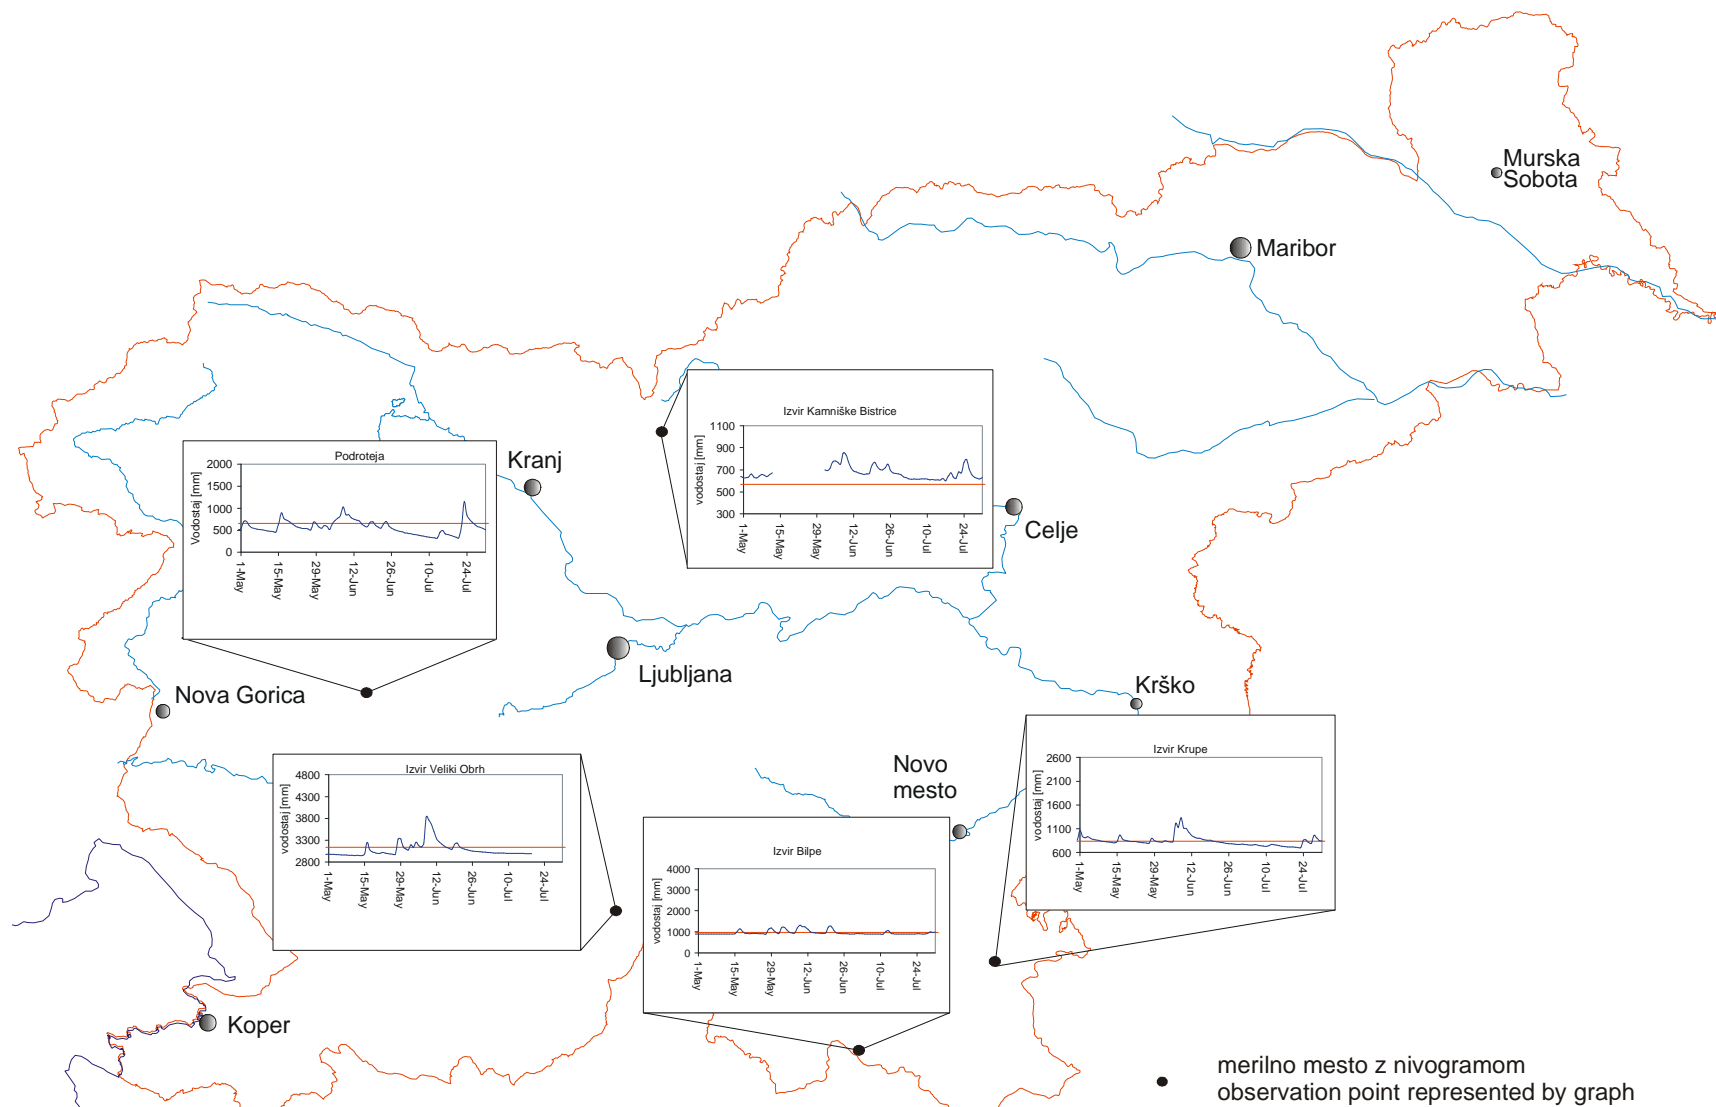 Murska
Sobota
Maribor
Izvir Kamniške Bistrice
vodostaj [mm]
1100
900
700
500
300
1-May
15-May
29-May
12-Jun
26-Jun
10-Jul
24-Jul
Podroteja
Vopostaj [mm]
2000
1500
1000
500
0
1-May
15-May
29-May
12-Jun
26-Jun
10-Jul
24-Jul
Kranj
Celje
Ljubljana
Nova Gorica
Krško
Izvir Veliki Obrh
vodostaj [mm]
4800
4300
3800
3300
2800
1-May
15-May
29-May
12-Jun
26-Jun
10-Jul
24-Jul
Novo
mesto
Izvir Krupe
vodostaj [mm]
2600
2100
1600
1100
600
1-May
15-May
29-May
12-Jun
26-Jun
10-Jul
24-Jul
Izvir Bilpe
vodostaj [mm]
4000
3000
2000
1000
0
1-May
15-May
29-May
12-Jun
26-Jun
10-Jul
24-Jul
Koper
merilno mesto z nivogramom
observation point represented by graph